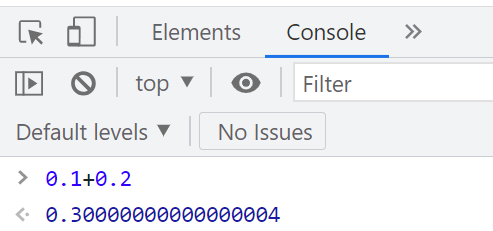 Elements Console
top Filter
Default levels No Issues
0.1+0.2
0.30000000000000004